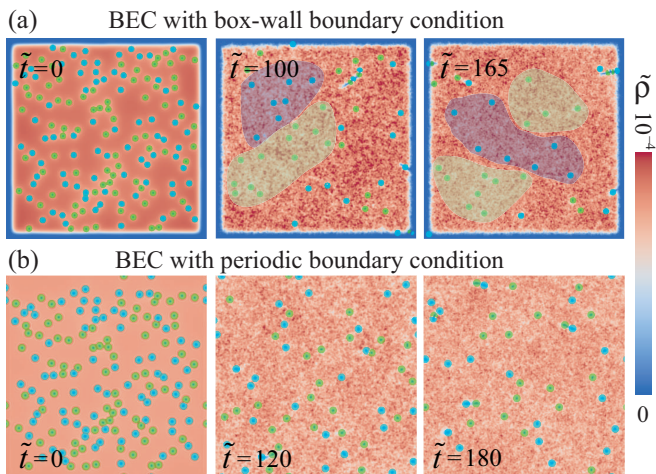 (a) BEC with box-wall boundary condition
t̃=0 t̃=100 t̃=165
ρ̃
10⁻⁴
0
(b) BEC with periodic boundary condition
t̃=0 t̃=120 t̃=180